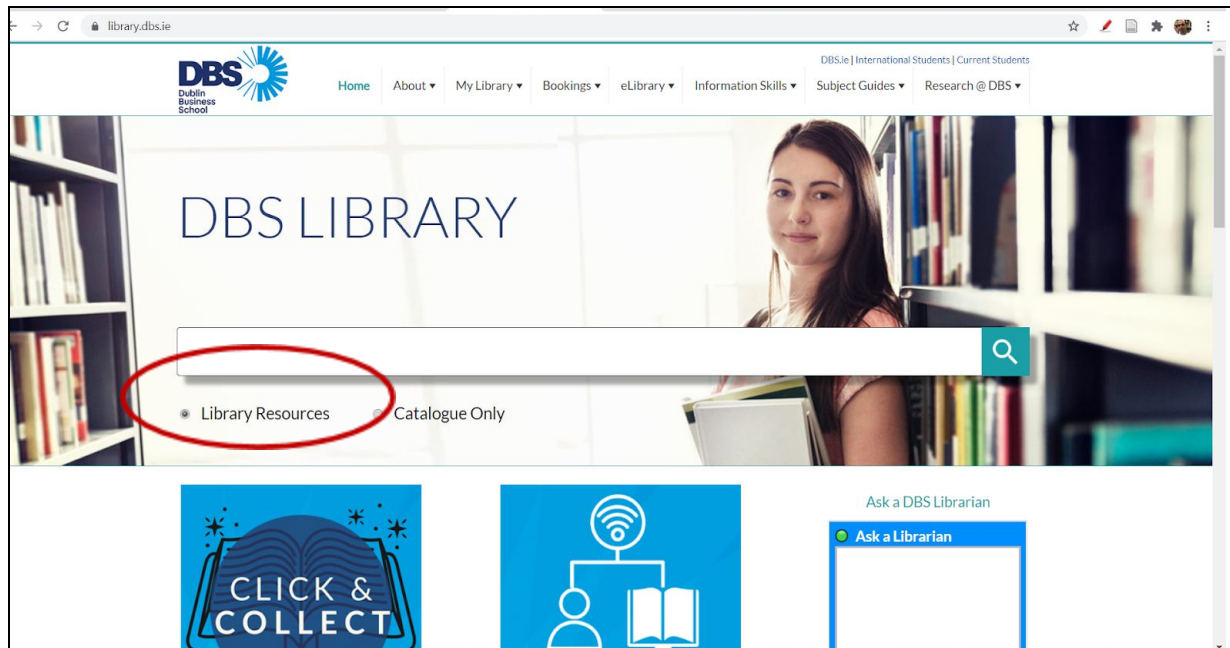 library.dbs.ie
DBS
Dublin
Business
School
DBS.ie | International Students | Current Students
Home About ▾ My Library ▾ Bookings ▾ eLibrary ▾ Information Skills ▾ Subject Guides ▾ Research @ DBS ▾
DBS LIBRARY
Library Resources Catalogue Only
CLICK &
COLLECT
Ask a DBS Librarian
Ask a Librarian